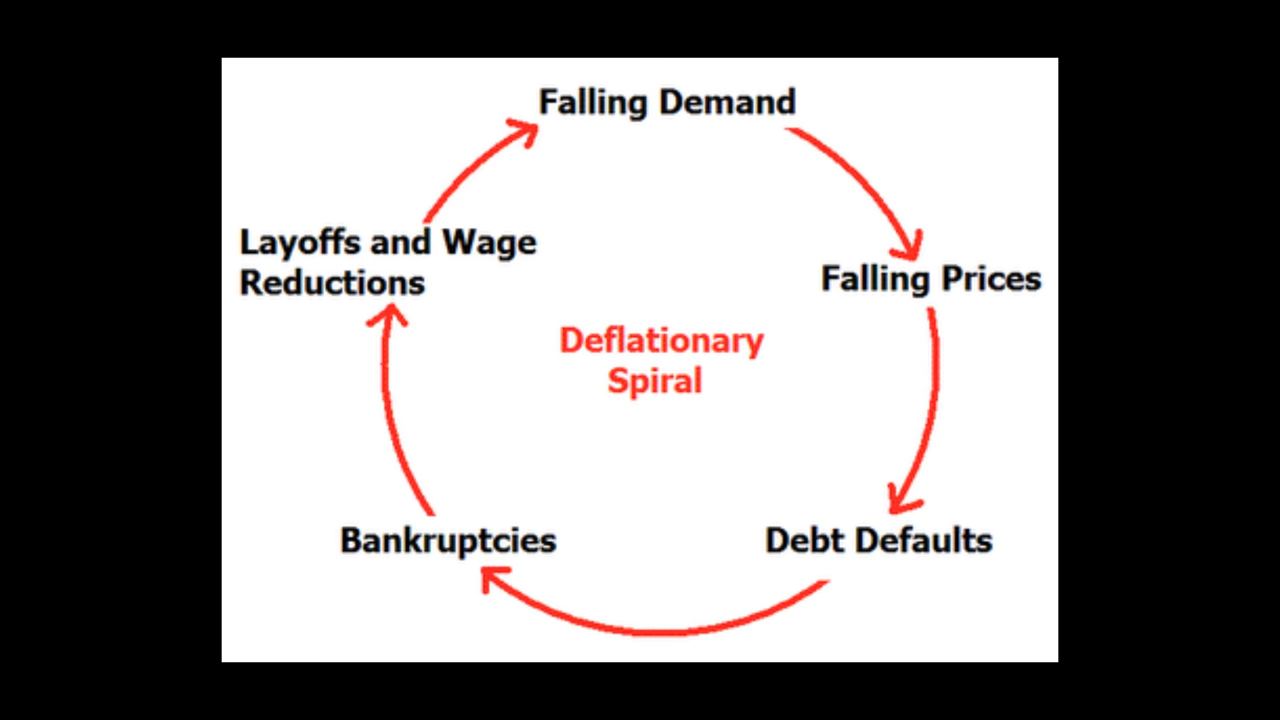 Falling Demand
Falling Prices
Debt Defaults
Bankruptcies
Layoffs and Wage
Reductions
Deflationary
Spiral